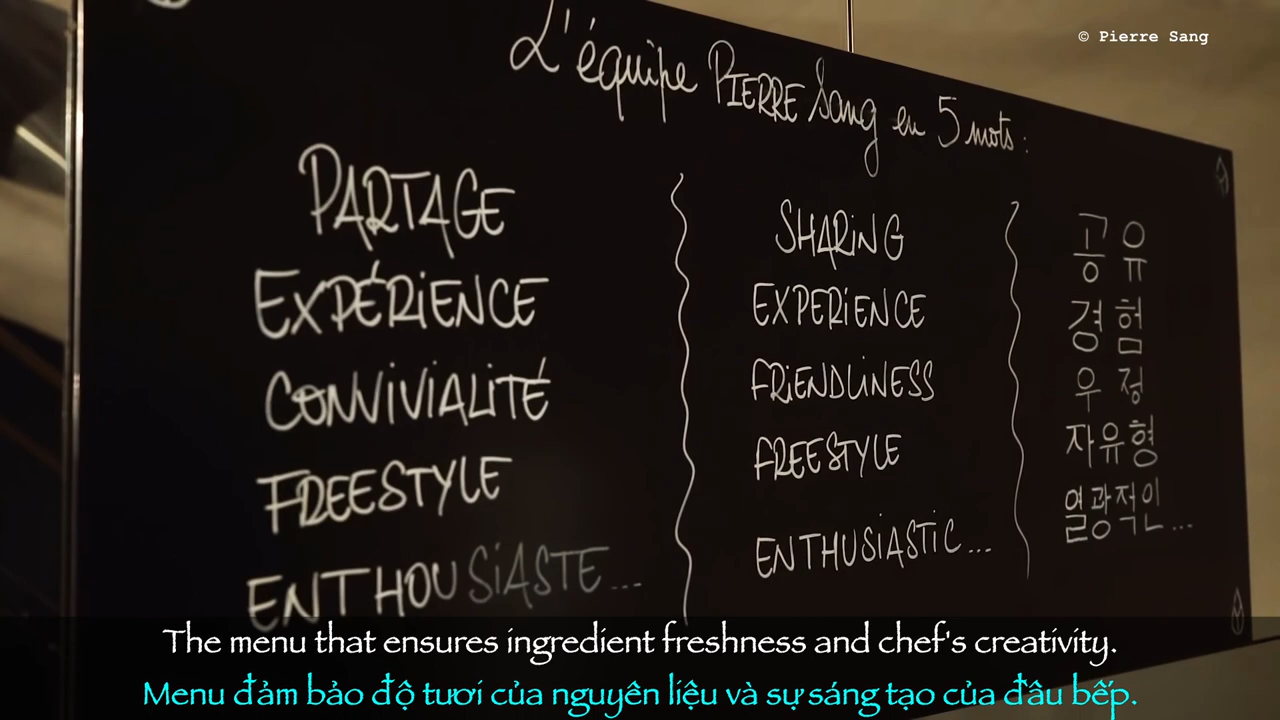 © Pierre Sang
L'équipe PIERRE Sang en 5 mots :
PARTAGE
EXPÉRIENCE
CONVIVIALITÉ
FREESTYLE
ENTHOUSIASTE...
SHARING
EXPERIENCE
FRIENDLINESS
FREESTYLE
ENTHUSIASTIC...
공유
경험
우정
자유형
열광적인...
The menu that ensures ingredient freshness and chef's creativity.
Menu đảm bảo độ tươi của nguyên liệu và sự sáng tạo của đầu bếp.